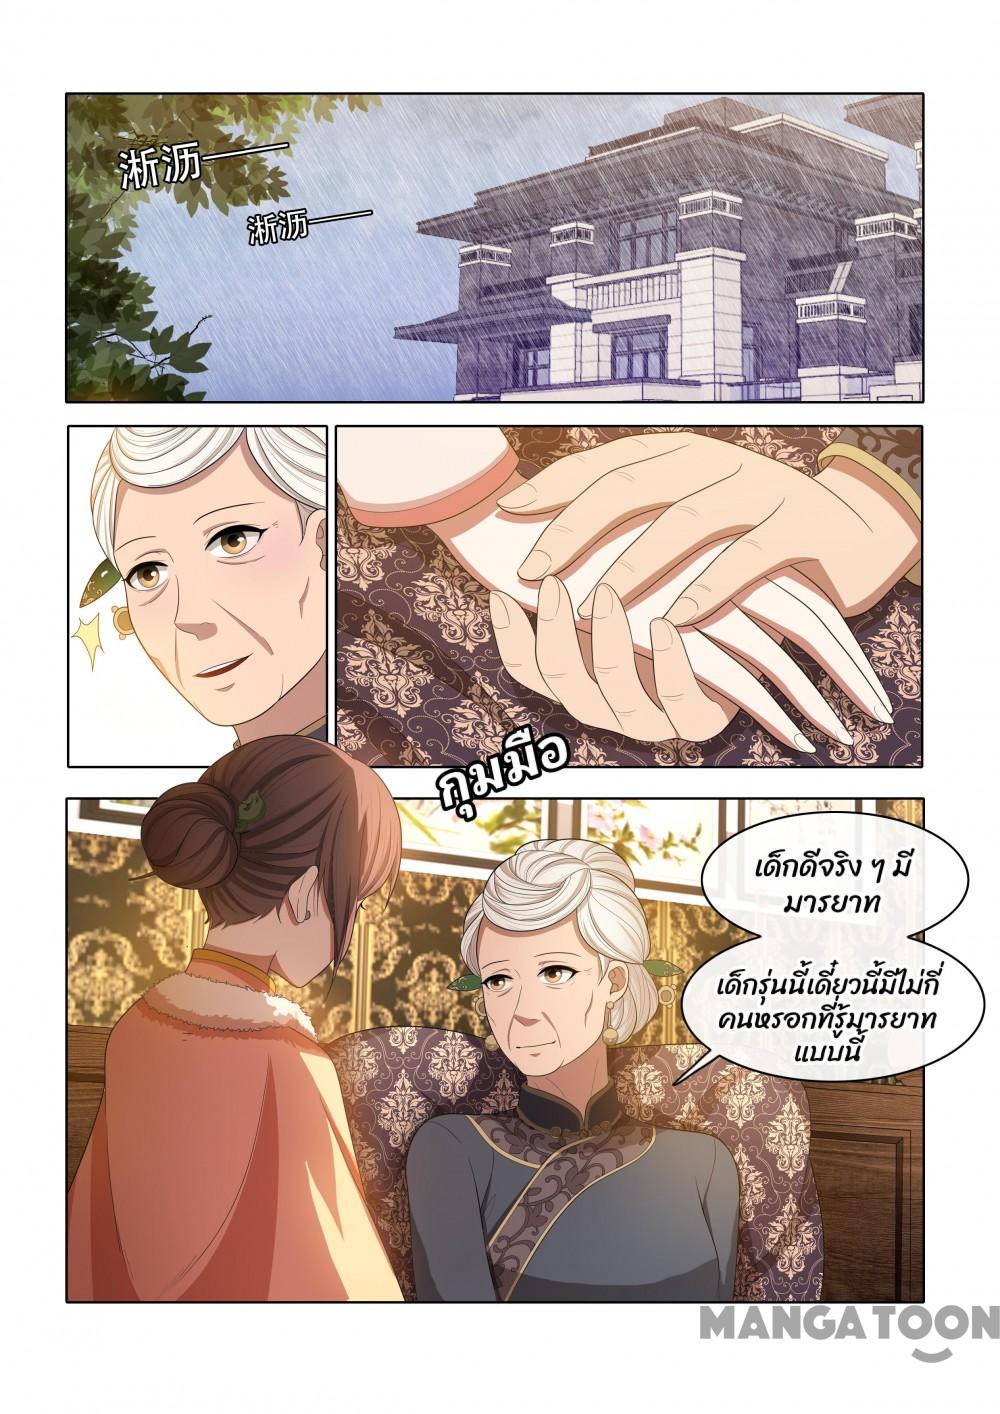 淅沥——
淅沥——
กุมมือ
เด็กดีจริง ๆ มี
มารยาท
เด็กรุ่นนี้เดี๋ยวนี้มีไม่กี่
คนหรอกที่รู้มารยาท
แบบนี้
MANGATOON